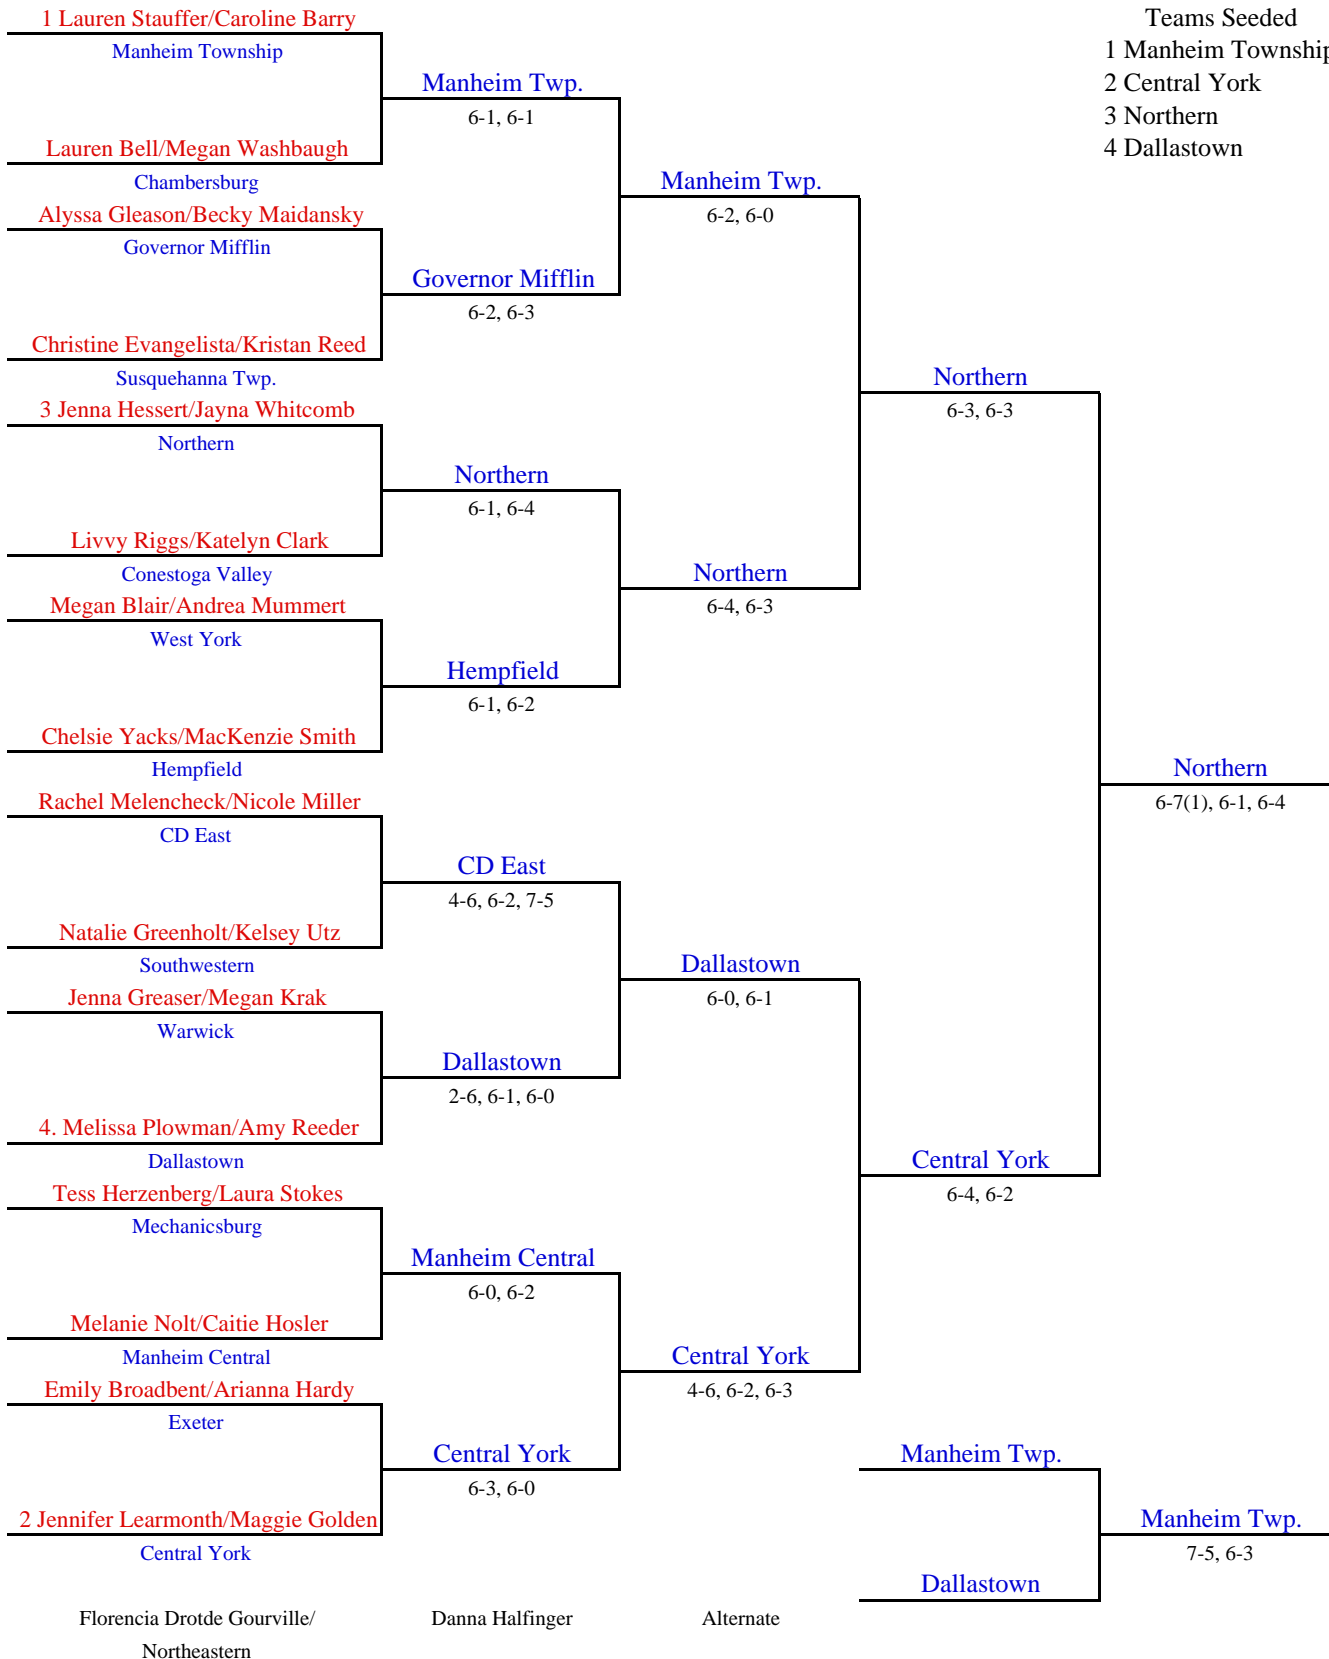 1 Lauren Stauffer/Caroline Barry
Manheim Township
Lauren Bell/Megan Washbaugh
Chambersburg
Alyssa Gleason/Becky Maidansky
Governor Mifflin
Christine Evangelista/Kristan Reed
Susquehanna Twp.
3 Jenna Hessert/Jayna Whitcomb
Northern
Livvy Riggs/Katelyn Clark
Conestoga Valley
Megan Blair/Andrea Mummert
West York
Chelsie Yacks/MacKenzie Smith
Hempfield
Rachel Melencheck/Nicole Miller
CD East
Natalie Greenholt/Kelsey Utz
Southwestern
Jenna Greaser/Megan Krak
Warwick
4. Melissa Plowman/Amy Reeder
Dallastown
Tess Herzenberg/Laura Stokes
Mechanicsburg
Melanie Nolt/Caitie Hosler
Manheim Central
Emily Broadbent/Arianna Hardy
Exeter
2 Jennifer Learmonth/Maggie Golden
Central York
Manheim Twp.
6-1, 6-1
Governor Mifflin
6-2, 6-3
Northern
6-1, 6-4
Hempfield
6-1, 6-2
CD East
4-6, 6-2, 7-5
Dallastown
2-6, 6-1, 6-0
Manheim Central
6-0, 6-2
Central York
6-3, 6-0
Manheim Twp.
6-2, 6-0
Northern
6-4, 6-3
Dallastown
6-0, 6-1
Central York
4-6, 6-2, 6-3
Northern
6-3, 6-3
Central York
6-4, 6-2
Northern
6-7(1), 6-1, 6-4
Manheim Twp.
Dallastown
Manheim Twp.
7-5, 6-3
Teams Seeded
1 Manheim Township
2 Central York
3 Northern
4 Dallastown
Florencia Drotde Gourville/ Danna Halfinger Alternate
Northeastern